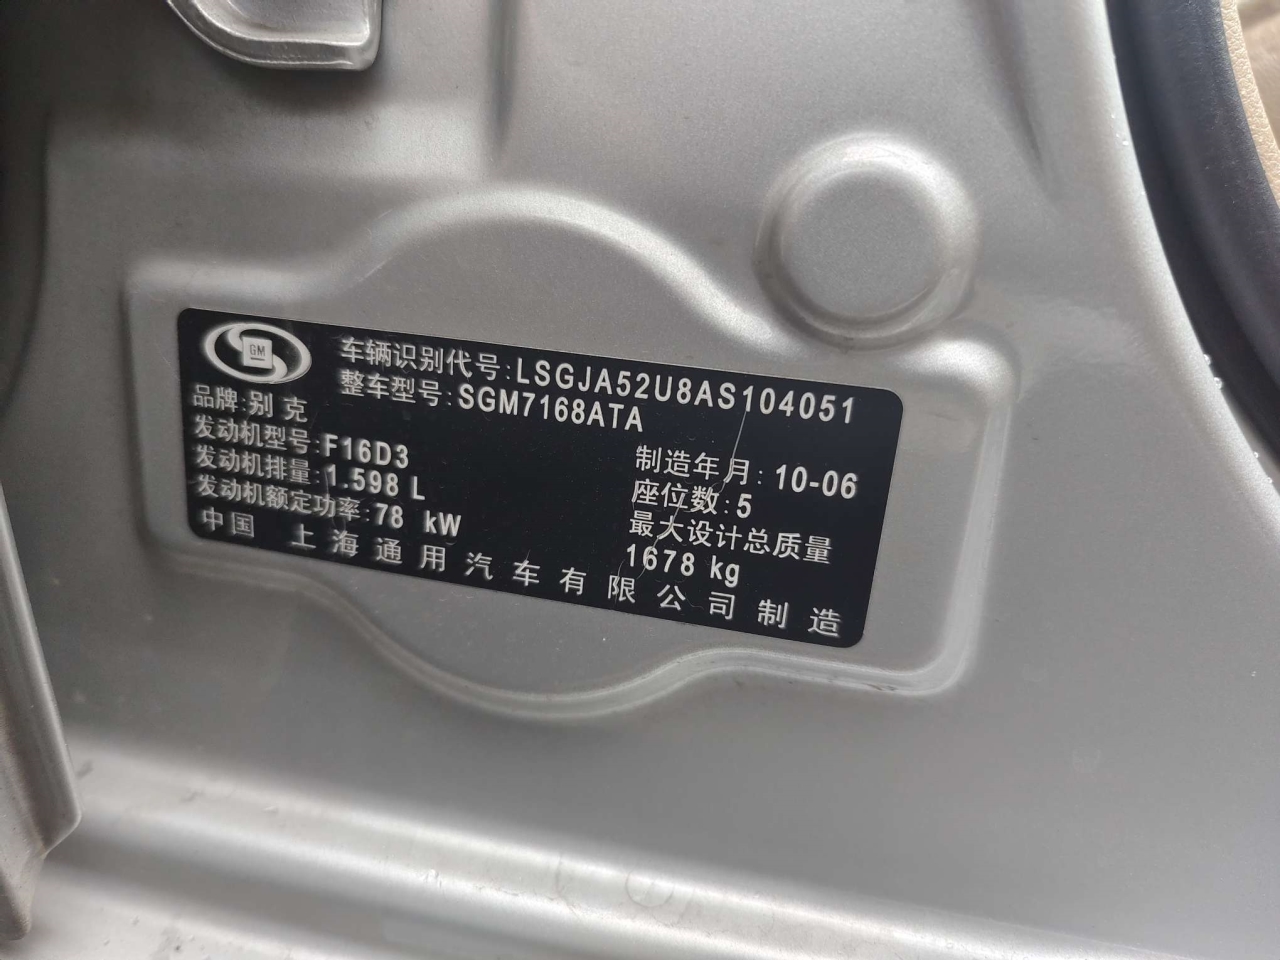 GM
车辆识别代号:LSGJA52U8AS104051
整车型号:SGM7168ATA
品牌:别克
发动机型号:F16D3
发动机排量:1.598 L
发动机额定功率:78 kW
制造年月:10-06
座位数:5
最大设计总质量
1678 kg
中国 上海通用汽车有限公司制造